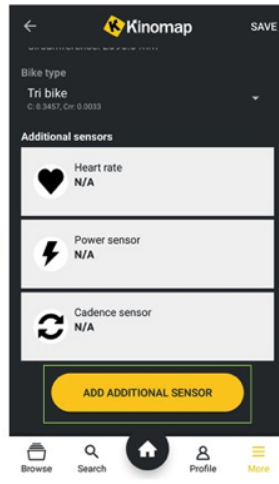 Kinomap
SAVE
Bike type
Tri bike
C: 0.3457, Crr: 0.0033
Additional sensors
Heart rate
N/A
Power sensor
N/A
Cadence sensor
N/A
ADD ADDITIONAL SENSOR
Browse
Search
Profile
More